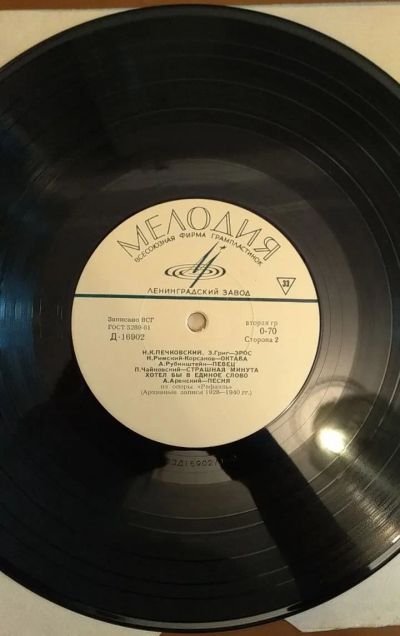 МЕЛОДИЯ
ВСЕСОЮЗНАЯ ФИРМА ГРАМПЛАСТИНОК
33
ЛЕНИНГРАДСКИЙ ЗАВОД
Записано ВСГ
ГОСТ 5289-61
Д-16902
вторая гр
0-70
Сторона 2
Н.К.ПЕЧКОВСКИЙ. Э.Григ—ЭРОС
Н.Римский-Корсаков—ОКТАВА
А.Рубинштейн—ПЕВЕЦ
П.Чайковский—СТРАШНАЯ МИНУТА
ХОТЕЛ БЫ В ЕДИНОЕ СЛОВО
А.Аренский—ПЕСНЯ
из оперы «Рафаэль»
(Архивные записи 1928—1940 гг.)
Д16902